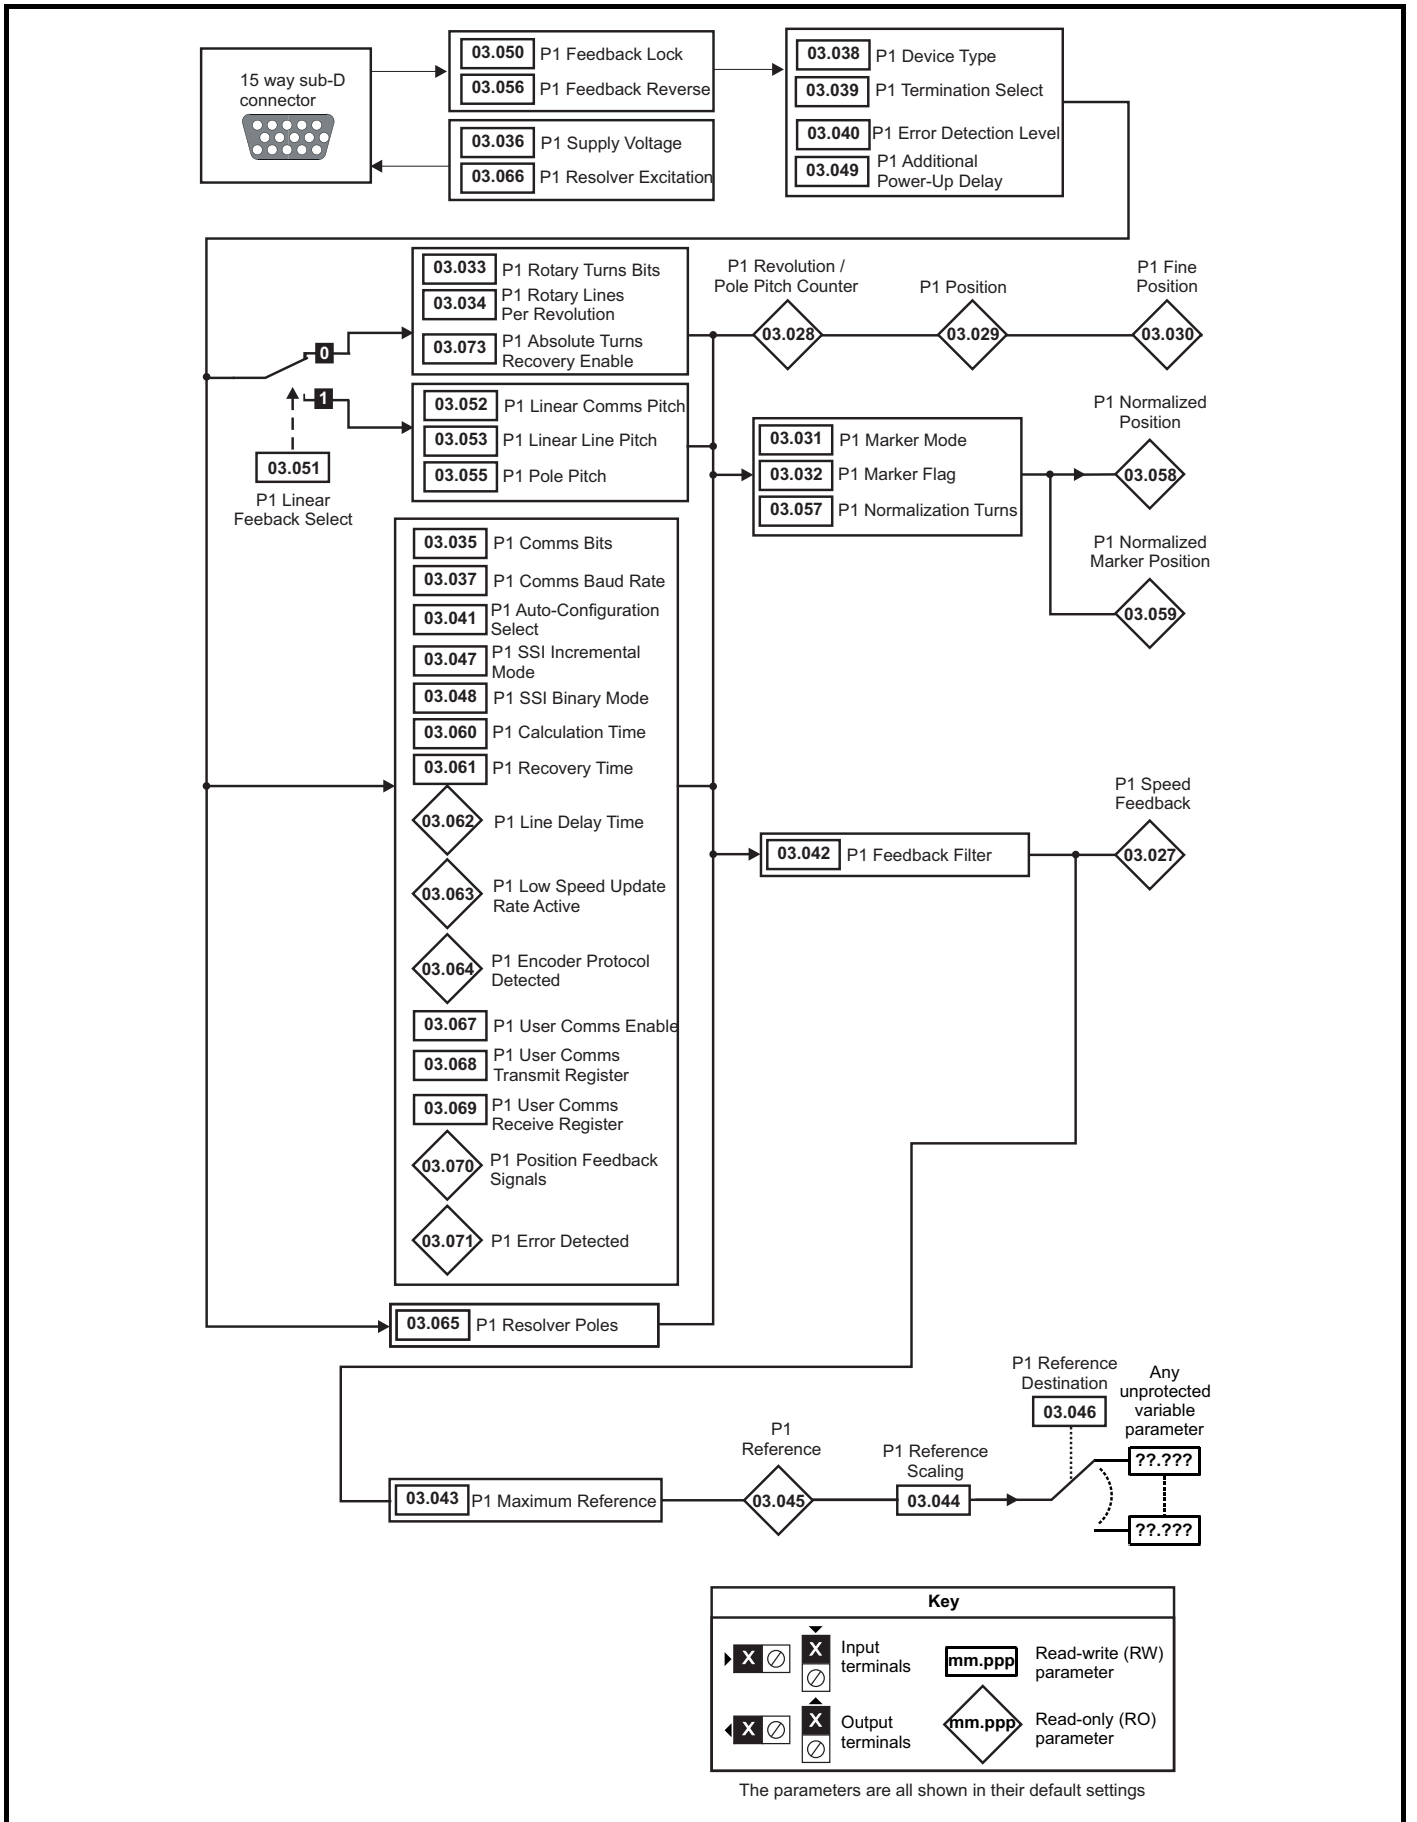 15 way sub-D
connector
03.050 P1 Feedback Lock
03.056 P1 Feedback Reverse
03.036 P1 Supply Voltage
03.066 P1 Resolver Excitation
03.038 P1 Device Type
03.039 P1 Termination Select
03.040 P1 Error Detection Level
03.049 P1 Additional
Power-Up Delay
03.033 P1 Rotary Turns Bits
03.034 P1 Rotary Lines
Per Revolution
03.073 P1 Absolute Turns
Recovery Enable
0
1
03.051
P1 Linear
Feeback Select
03.052 P1 Linear Comms Pitch
03.053 P1 Linear Line Pitch
03.055 P1 Pole Pitch
P1 Revolution /
Pole Pitch Counter
03.028
P1 Position
03.029
P1 Fine
Position
03.030
03.031 P1 Marker Mode
03.032 P1 Marker Flag
03.057 P1 Normalization Turns
P1 Normalized
Position
03.058
P1 Normalized
Marker Position
03.059
03.035 P1 Comms Bits
03.037 P1 Comms Baud Rate
03.041 P1 Auto-Configuration
Select
03.047 P1 SSI Incremental
Mode
03.048 P1 SSI Binary Mode
03.060 P1 Calculation Time
03.061 P1 Recovery Time
03.062 P1 Line Delay Time
03.063 P1 Low Speed Update
Rate Active
03.064 P1 Encoder Protocol
Detected
03.067 P1 User Comms Enable
03.068 P1 User Comms
Transmit Register
03.069 P1 User Comms
Receive Register
03.070 P1 Position Feedback
Signals
03.071 P1 Error Detected
03.042 P1 Feedback Filter
P1 Speed
Feedback
03.027
03.065 P1 Resolver Poles
03.043 P1 Maximum Reference
P1
Reference
03.045
P1 Reference
Scaling
03.044
P1 Reference
Destination
03.046
Any
unprotected
variable
parameter
??.???
??.???
Key
X X Input
terminals
mm.ppp Read-write (RW)
parameter
X X Output
terminals
mm.ppp Read-only (RO)
parameter
The parameters are all shown in their default settings